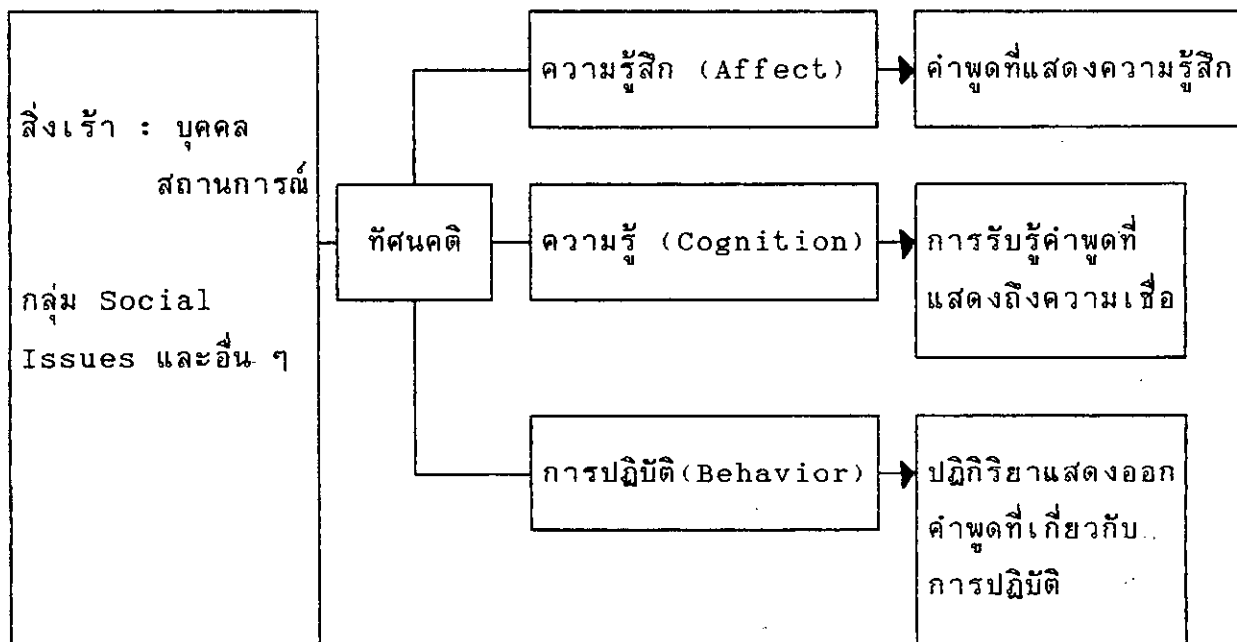 สิ่งเร้า : บุคคล
สถานการณ์
กลุ่ม Social
Issues และอื่น ๆ
ทัศนคติ
ความรู้สึก (Affect)
คำพูดที่แสดงความรู้สึก
ความรู้ (Cognition)
การรับรู้คำพูดที่
แสดงถึงความเชื่อ
การปฏิบัติ(Behavior)
ปฏิกิริยาแสดงออก
คำพูดที่เกี่ยวกับ
การปฏิบัติ